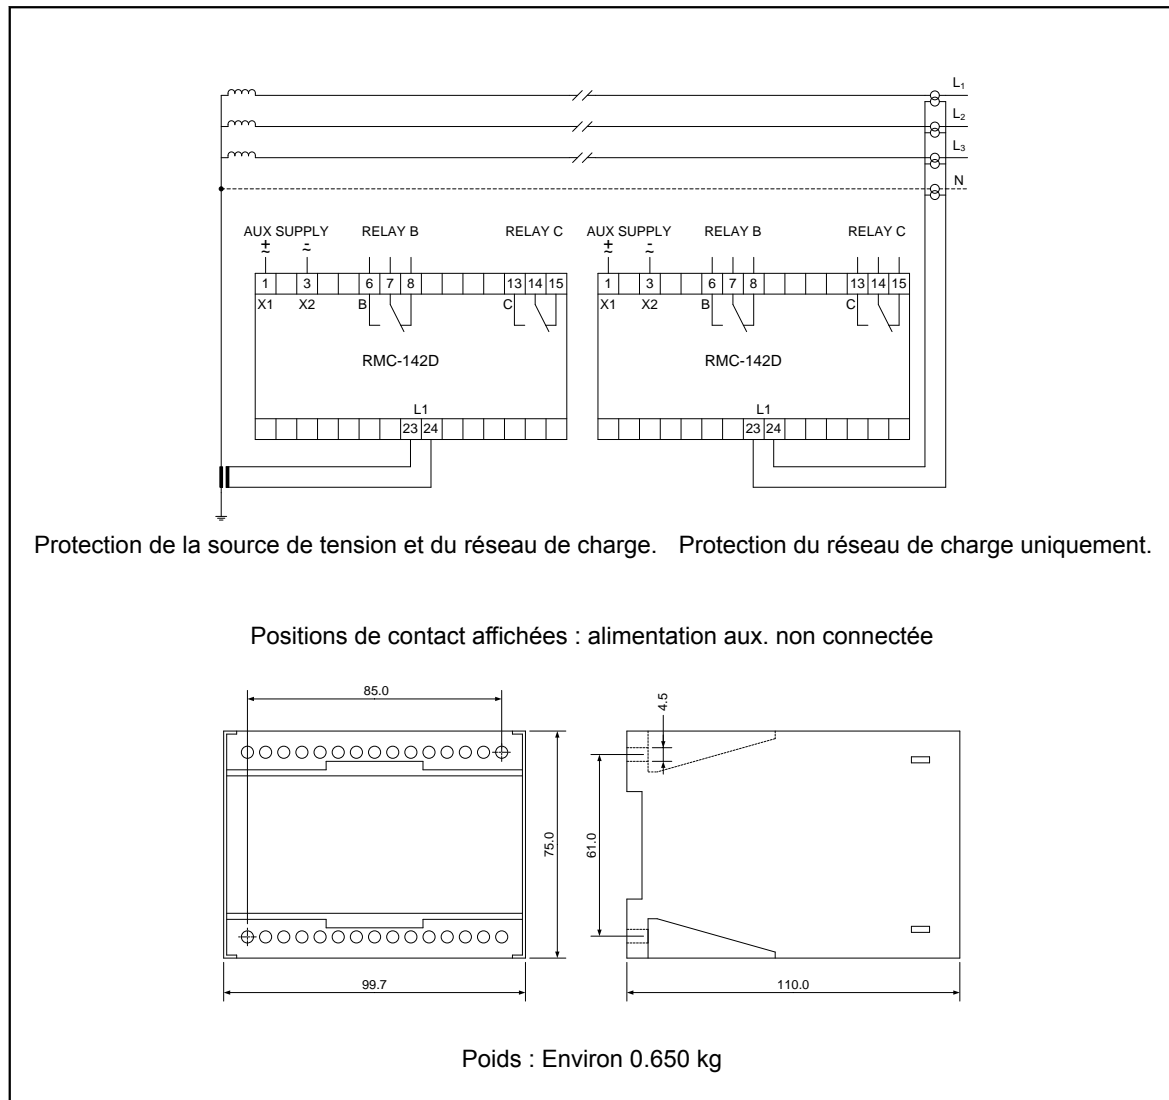 L₁
L₂
L₃
N
AUX SUPPLY RELAY B RELAY C AUX SUPPLY RELAY B RELAY C
± ~ - ~ ± ~ - ~
1 3 6 7 8 13 14 15 1 3 6 7 8 13 14 15
X1 X2 B C X1 X2 B C
RMC-142D RMC-142D
L1 L1
23 24 23 24
Protection de la source de tension et du réseau de charge. Protection du réseau de charge uniquement.
Positions de contact affichées : alimentation aux. non connectée
85.0
4.5
75.0
61.0
99.7
110.0
Poids : Environ 0.650 kg